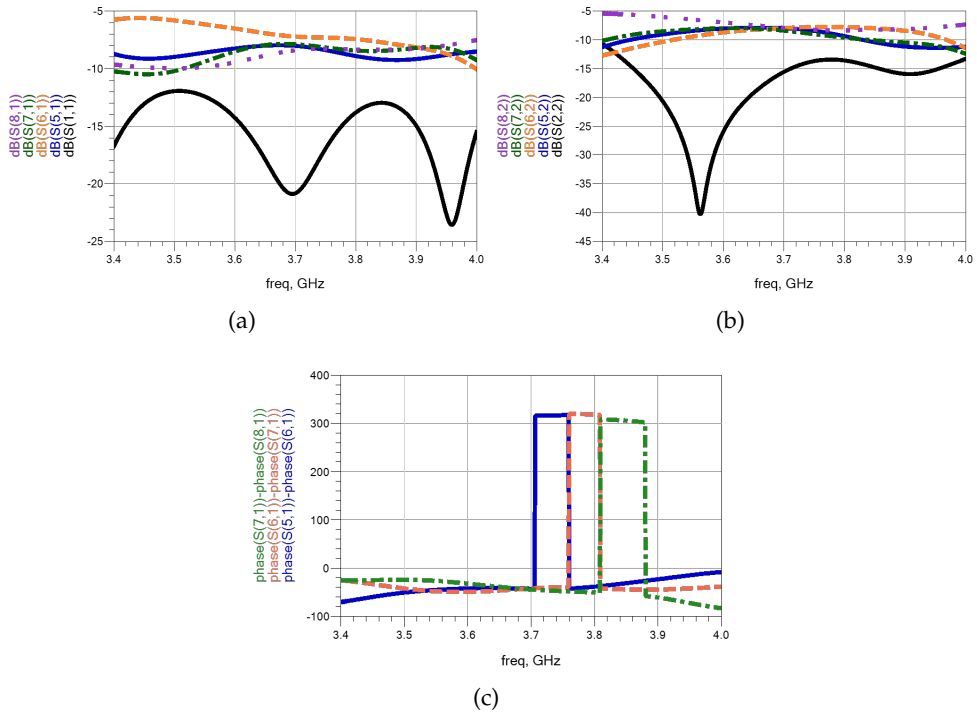 dB(S(8,1))
dB(S(7,1))
dB(S(6,1))
dB(S(5,1))
dB(S(1,1))
-5
-10
-15
-20
-25
3.4
3.5
3.6
3.7
3.8
3.9
4.0
freq, GHz
(a)
dB(S(8,2))
dB(S(7,2))
dB(S(6,2))
dB(S(5,2))
dB(S(2,2))
-5
-10
-15
-20
-25
-30
-35
-40
-45
3.4
3.5
3.6
3.7
3.8
3.9
4.0
freq, GHz
(b)
phase(S(7,1))-phase(S(8,1))
phase(S(6,1))-phase(S(7,1))
phase(S(5,1))-phase(S(6,1))
400
300
200
100
0
-100
3.4
3.5
3.6
3.7
3.8
3.9
4.0
freq, GHz
(c)